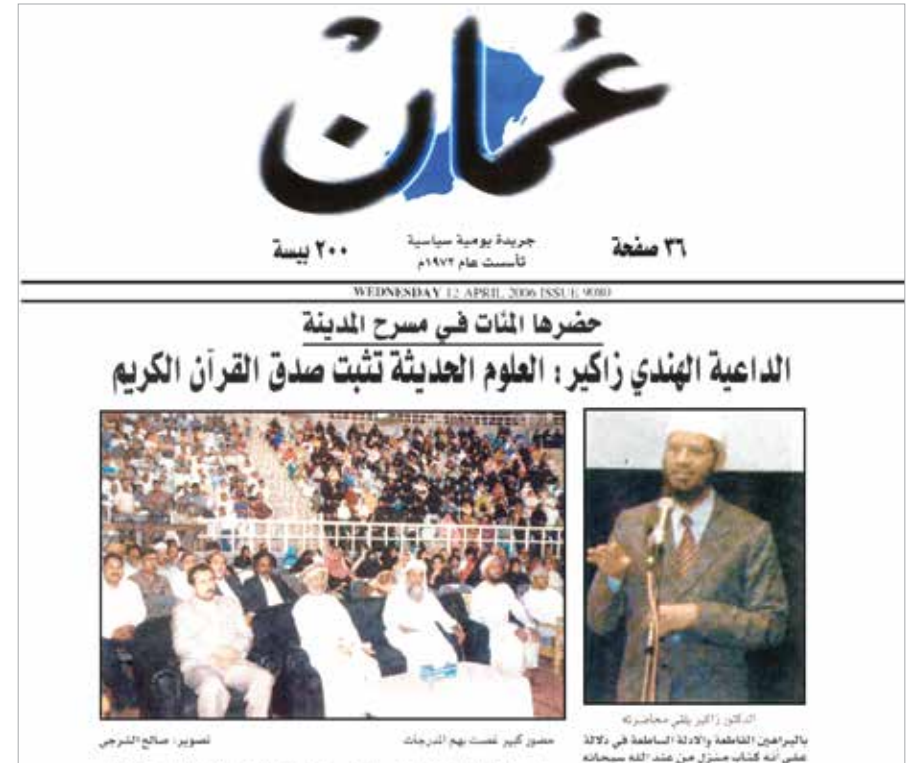 عُمانْ
٣٦ صفحة
جريدة يومية سياسية
تأسست عام ١٩٧٢م
٢٠٠ بيسة
WEDNESDAY 12 APRIL 2006 ISSUE 9080
حضرها المئات في مسرح المدينة
الداعية الهندي زاكير : العلوم الحديثة تثبت صدق القرآن الكريم
الدكتور زاكير يلقي محاضرته
حضور كبير غصت بهم المدرجات
تصوير: صالح الشرجي
بالبراهين القاطعة والادلة الساطعة في دلالة
على أنه كتاب منزل من عند الله سبحانه